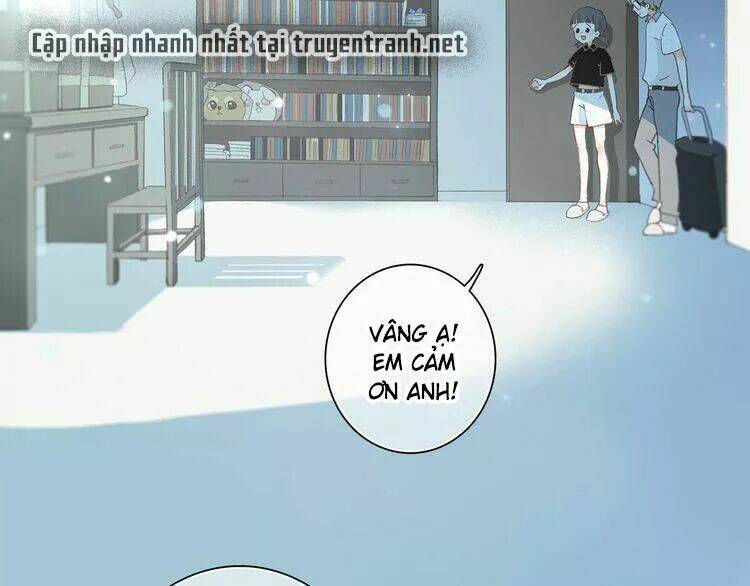 Cập nhập nhanh nhất tại truyentranh.net
VÂNG Ạ!
EM CẢM
ƠN ANH!